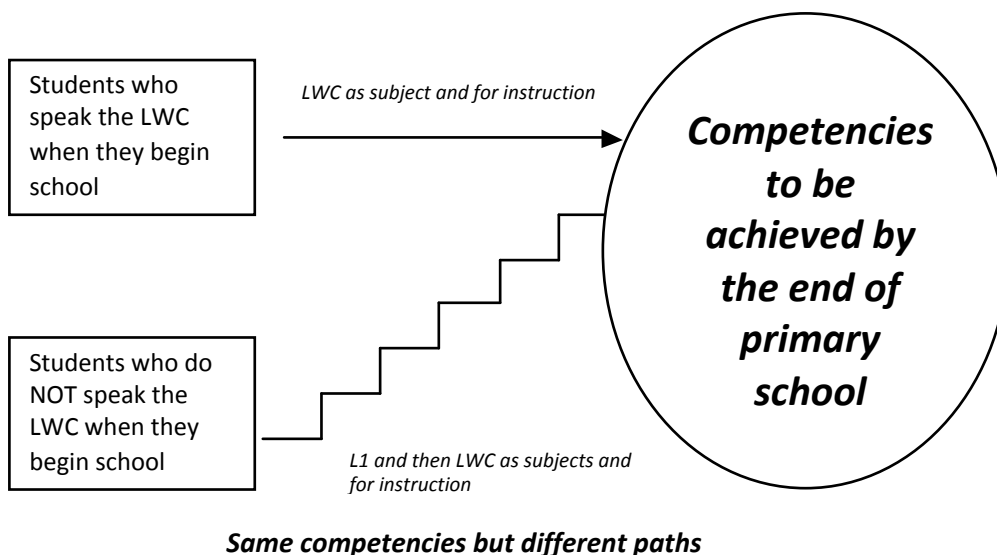 Students who
speak the LWC
when they begin
school
LWC as subject and for instruction
Competencies
to be
achieved by
the end of
primary
school
Students who do
NOT speak the
LWC when they
begin school
L1 and then LWC as subjects and
for instruction
Same competencies but different paths